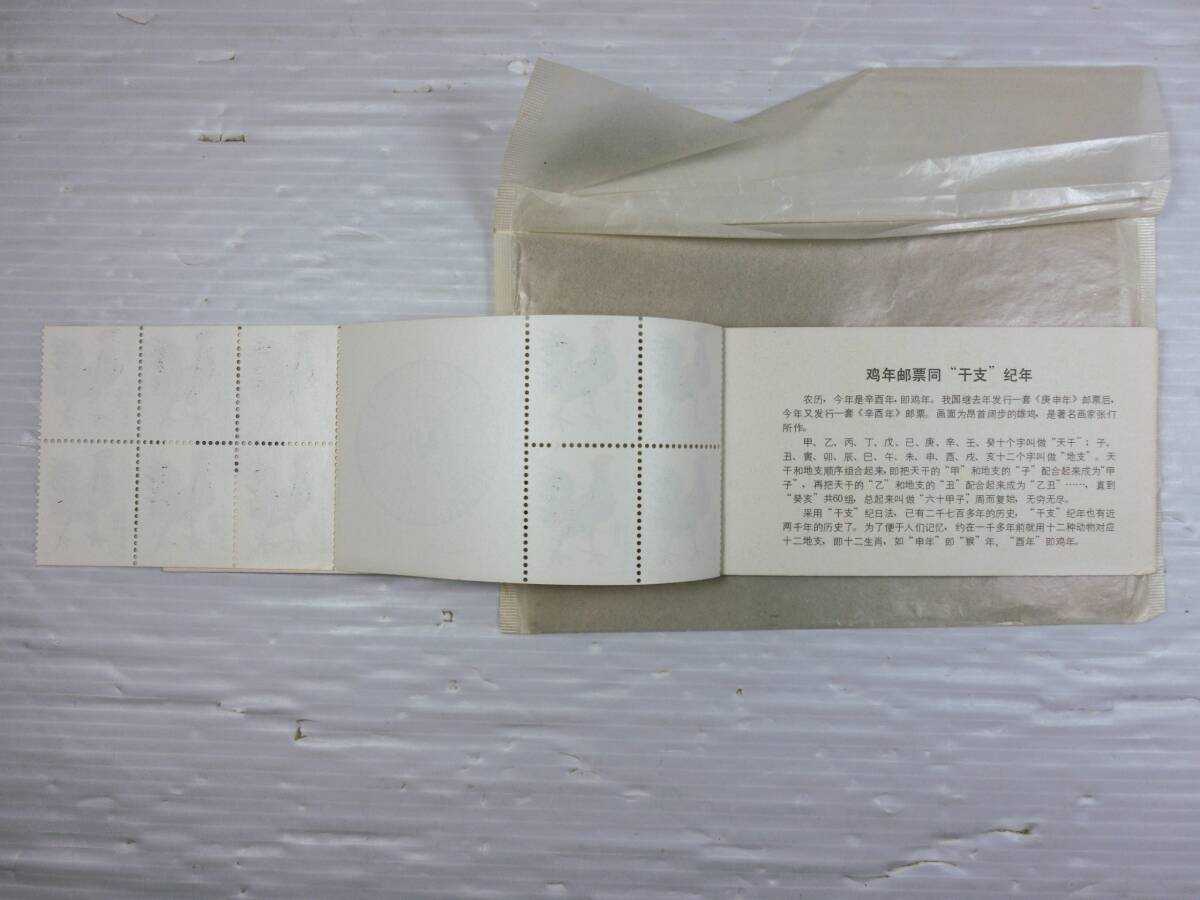 鸡年邮票同“干支”纪年
农历，今年是辛酉年，即鸡年。我国继去年发行一套《庚申年》邮票后，
今年又发行一套《辛酉年》邮票。画面为昂首阔步的雄鸡，是著名画家张仃
所作。
甲、乙、丙、丁、戊、已、庚、辛、壬、癸十个字叫做“天干”；子、
丑、寅、卯、辰、巳、午、未、申、酉、戌、亥十二个字叫做“地支”。天
干和地支顺序组合起来，即把天干的“甲”和地支的“子”配合起来成为“甲
子”，再把天干的“乙”和地支的“丑”配合起来成为“乙丑”……，直到
“癸亥”共60组，总起来叫做“六十甲子”，周而复始，无穷无尽。
采用“干支”纪日法，已有二千七百多年的历史，“干支”纪年也有近
两千年的历史了。为了便于人们记忆，约在一千多年前就用十二种动物对应
十二地支，即十二生肖，如“申年”即“猴”年，“酉年”即鸡年。